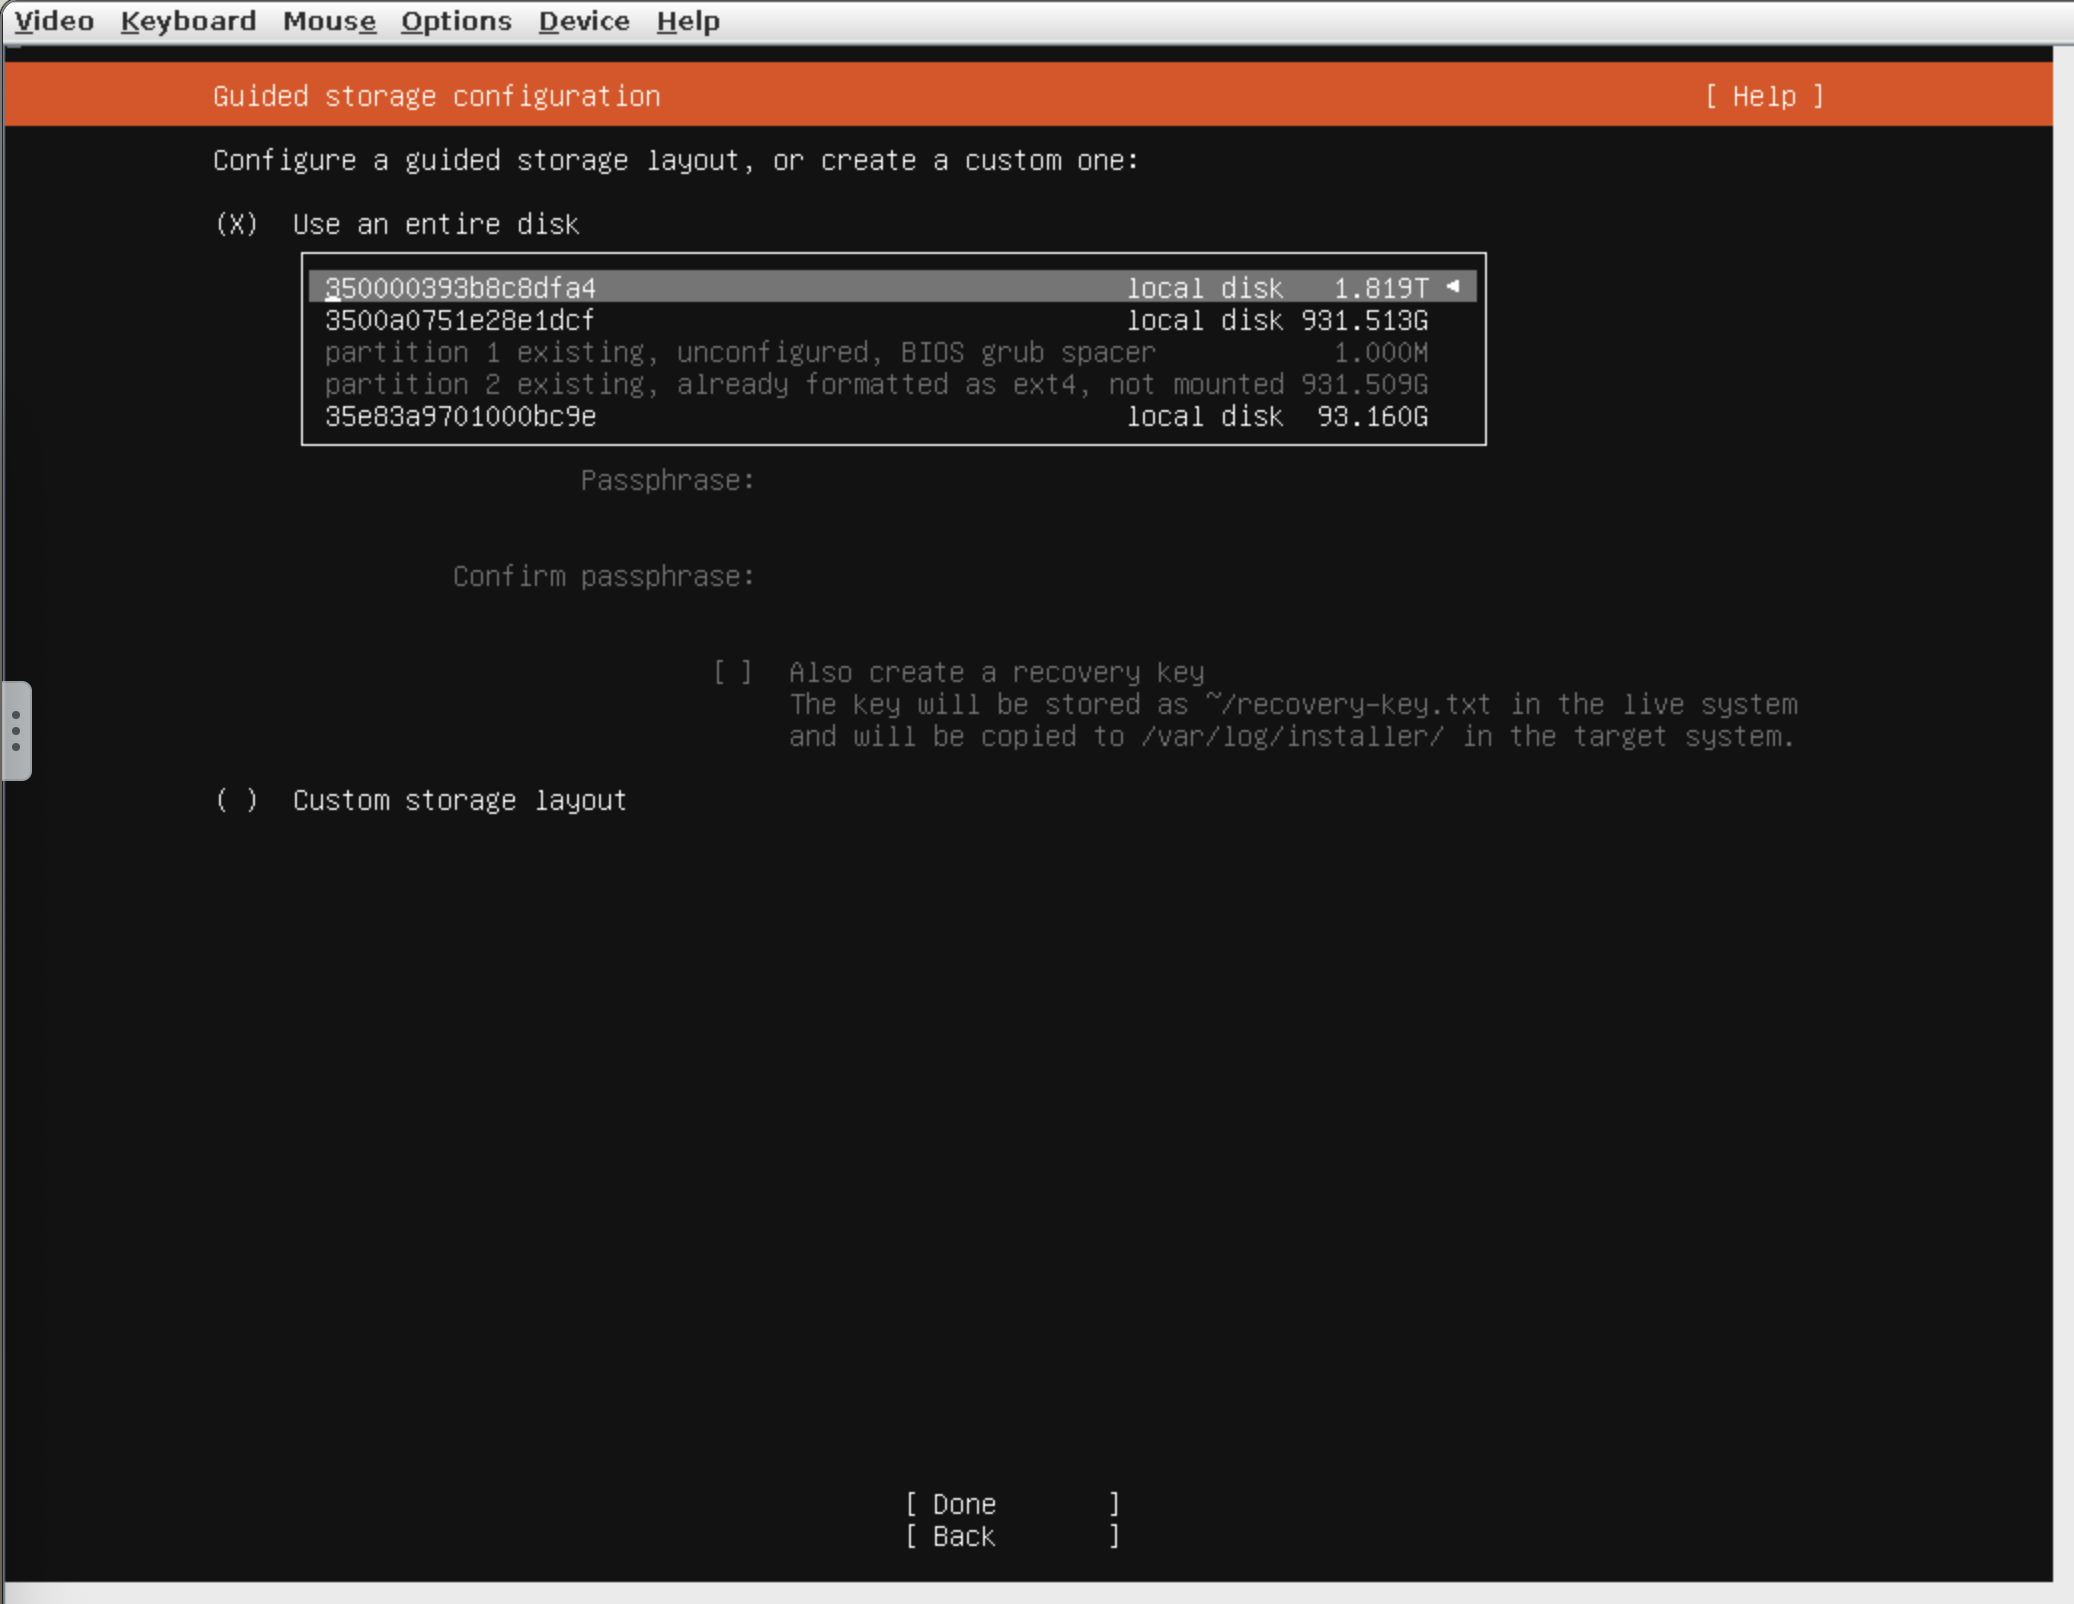 Video Keyboard Mouse Options Device Help
Guided storage configuration [ Help ]
Configure a guided storage layout, or create a custom one:
(X) Use an entire disk
350000393b8c8dfa4 local disk 1.819T ◄
3500a0751e28e1dcf local disk 931.513G
partition 1 existing, unconfigured, BIOS grub spacer 1.000M
partition 2 existing, already formatted as ext4, not mounted 931.509G
35e83a9701000bc9e local disk 93.160G
Passphrase:
Confirm passphrase:
[ ] Also create a recovery key
The key will be stored as ~/recovery-key.txt in the live system
and will be copied to /var/log/installer/ in the target system.
( ) Custom storage layout
[ Done ]
[ Back ]